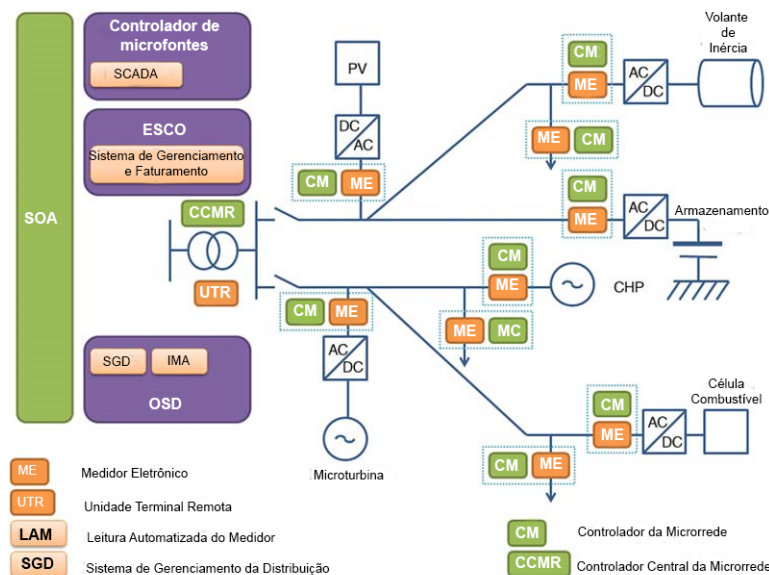 Controlador de
microfontes
SCADA
ESCO
Sistema de Gerenciamento
e Faturamento
SOA
CCMR
UTR
SGD
IMA
OSD
PV
DC
AC
CM
ME
CM
ME
AC
DC
Volante
de
Inércia
ME
CM
CM
ME
AC
DC
Armazenamento
CM
ME
CHP
ME
MC
CM
ME
AC
DC
Microturbina
CM
ME
AC
DC
Célula
Combustível
CM
ME
ME
Medidor Eletrônico
UTR
Unidade Terminal Remota
LAM
Leitura Automatizada do Medidor
SGD
Sistema de Gerenciamento da Distribuição
CM
Controlador da Microrrede
CCMR
Controlador Central da Microrrede